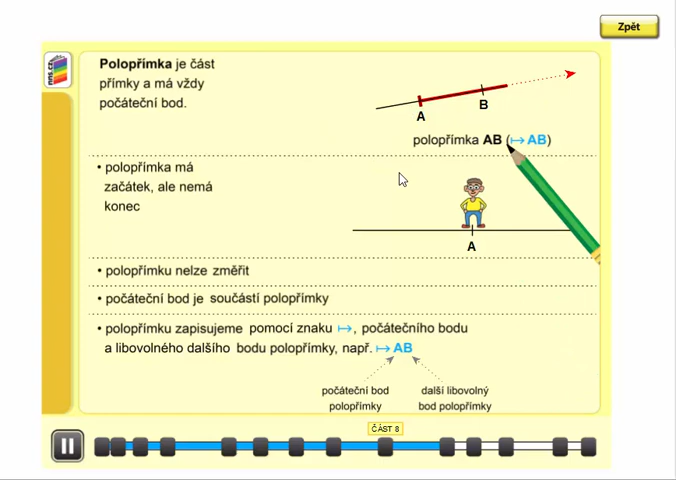 Zpět
nns.cz
Polopřímka je část
přímky a má vždy
počáteční bod.
A
B
polopřímka AB (↦ AB)
• polopřímka má
začátek, ale nemá
konec
A
• polopřímku nelze změřit
• počáteční bod je součástí polopřímky
• polopřímku zapisujeme pomocí znaku ↦, počátečního bodu
a libovolného dalšího bodu polopřímky, např. ↦ AB
počáteční bod
polopřímky
další libovolný
bod polopřímky
ČÁST 8